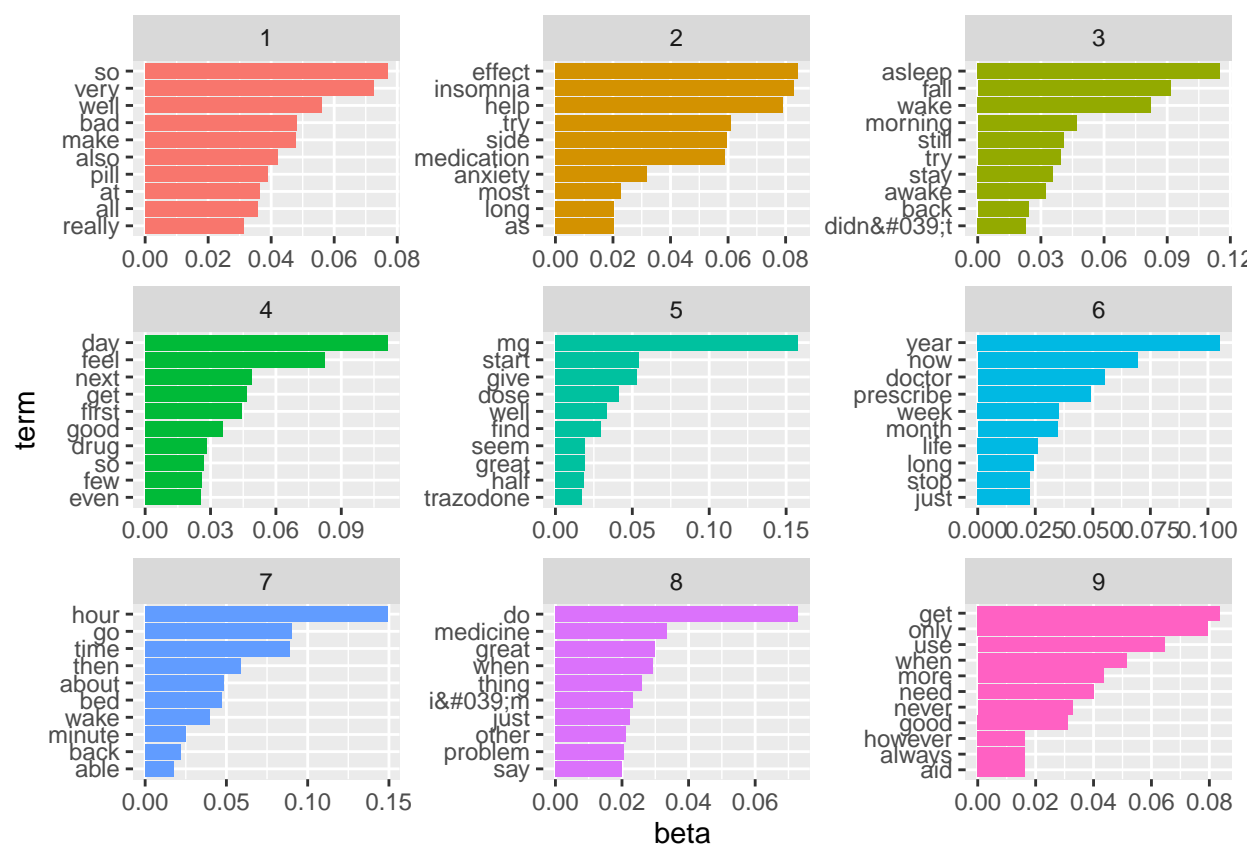 1
so
very
well
bad
make
also
pill
at
all
really
0.00 0.02 0.04 0.06 0.08
2
effect
insomnia
help
try
side
medication
anxiety
most
long
as
0.00 0.02 0.04 0.06 0.08
3
asleep
fall
wake
morning
still
try
stay
awake
back
didn&#039;t
0.00 0.03 0.06 0.09 0.12
term
4
day
feel
next
get
first
good
drug
so
few
even
0.00 0.03 0.06 0.09
5
mg
start
give
dose
well
find
seem
great
half
trazodone
0.00 0.05 0.10 0.15
6
year
now
doctor
prescribe
week
month
life
long
stop
just
0.000 0.025 0.050 0.075 0.100
7
hour
go
time
then
about
bed
wake
minute
back
able
0.00 0.05 0.10 0.15
8
do
medicine
great
when
thing
i&#039;m
just
other
problem
say
0.00 0.02 0.04 0.06
9
get
only
use
when
more
need
never
good
however
always
aid
0.00 0.02 0.04 0.06 0.08
beta